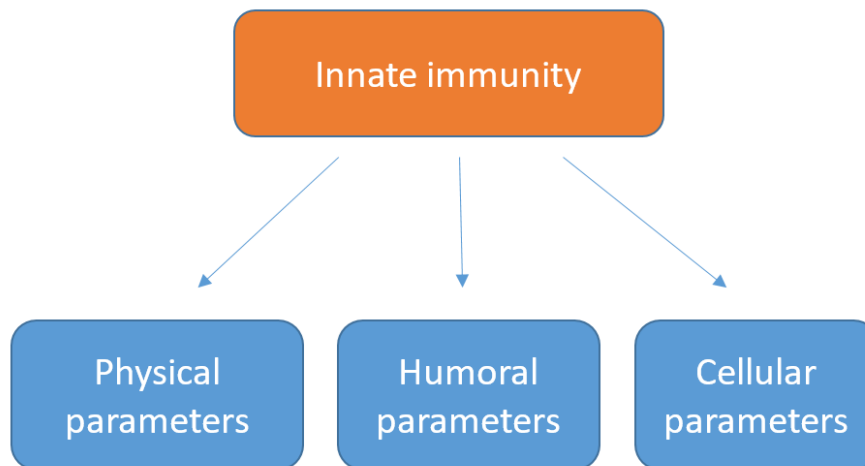 Innate immunity
Physical
parameters
Humoral
parameters
Cellular
parameters